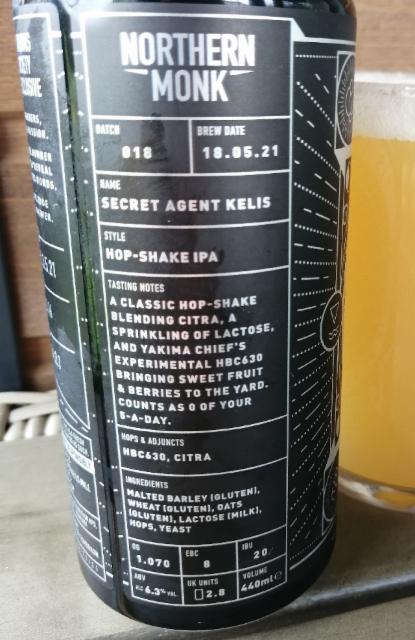 NORTHERN
MONK
BATCH
018
BREW DATE
18.05.21
NAME
SECRET AGENT KELIS
STYLE
HOP-SHAKE IPA
TASTING NOTES
A CLASSIC HOP-SHAKE
BLENDING CITRA, A
SPRINKLING OF LACTOSE,
AND YAKIMA CHIEF'S
EXPERIMENTAL HBC630
BRINGING SWEET FRUIT
& BERRIES TO THE YARD.
COUNTS AS 0 OF YOUR
5-A-DAY.
HOPS & ADJUNCTS
HBC630, CITRA
INGREDIENTS
MALTED BARLEY (GLUTEN),
WHEAT (GLUTEN), OATS
(GLUTEN), LACTOSE (MILK),
HOPS, YEAST
OG
1.070
EBC
8
IBU
20
ABV
ALC 6.3% VOL.
UK UNITS
2.8
VOLUME
440ml e